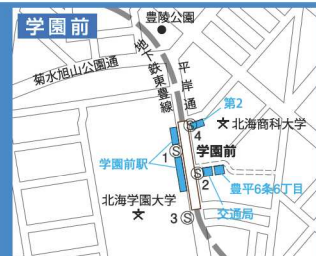 学園前
豊陵公園
地下鉄東豊線
平岸通
菊水旭山公園通
第2
Ⓢ
4
北海商科大学
学園前
学園前駅
1
Ⓢ
Ⓢ
2
豊平6条6丁目
交通局
北海学園大学
3
Ⓢ